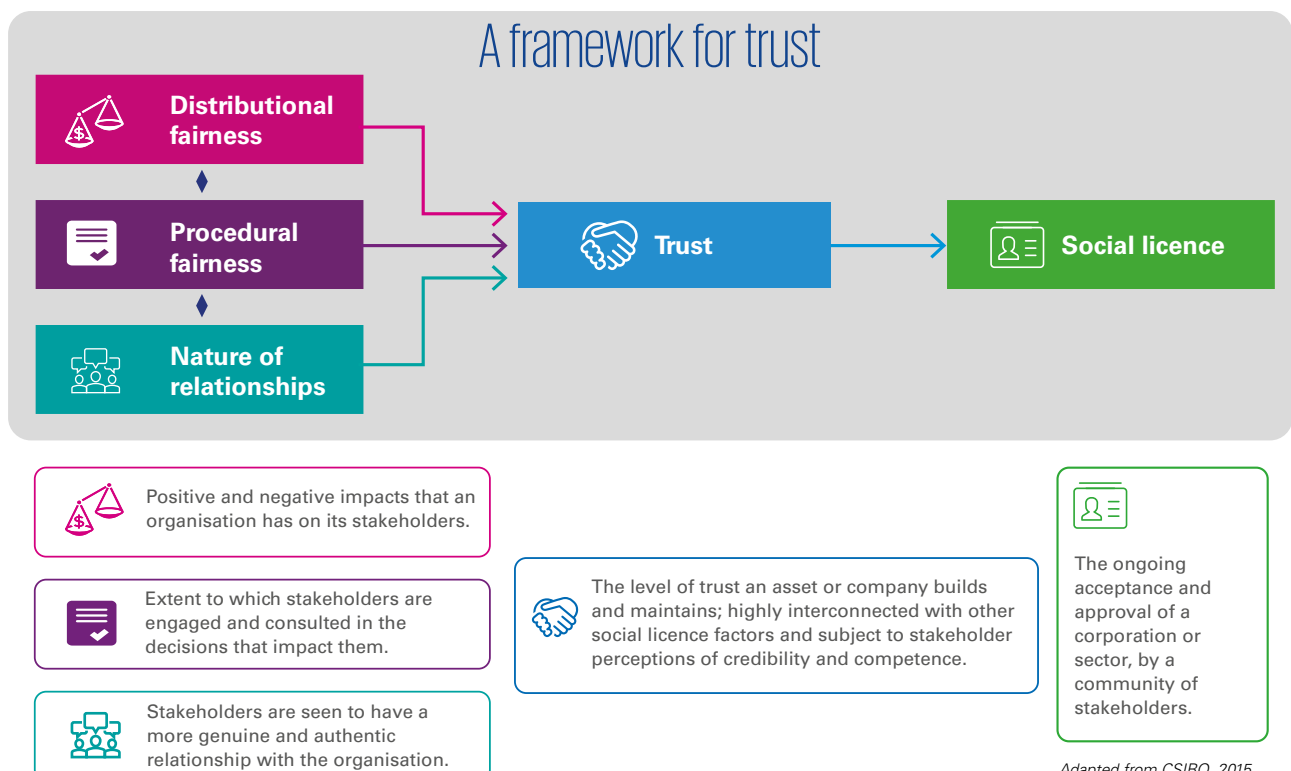 A framework for trust
Distributional
fairness
Procedural
fairness
Nature of
relationships
Trust
Social licence
$
$
Positive and negative impacts that an
organisation has on its stakeholders.
Extent to which stakeholders are
engaged and consulted in the
decisions that impact them.
Stakeholders are seen to have a
more genuine and authentic
relationship with the organisation.
The level of trust an asset or company builds
and maintains; highly interconnected with other
social licence factors and subject to stakeholder
perceptions of credibility and competence.
The ongoing
acceptance and
approval of a
corporation or
sector, by a
community of
stakeholders.
Adapted from CSIRO, 2015